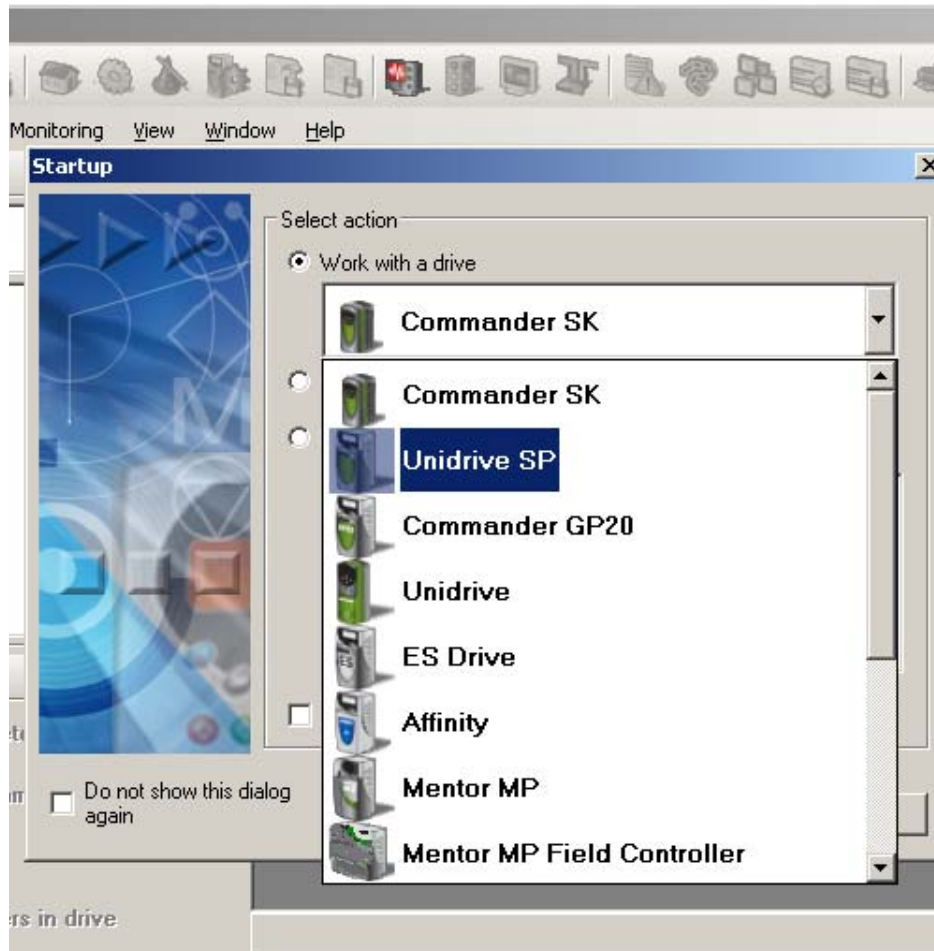 Monitoring View Window Help
Startup
Select action
Work with a drive
Commander SK
Commander SK
Unidrive SP
Commander GP20
Unidrive
ES Drive
Affinity
Mentor MP
Mentor MP Field Controller
Do not show this dialog
again
in drive